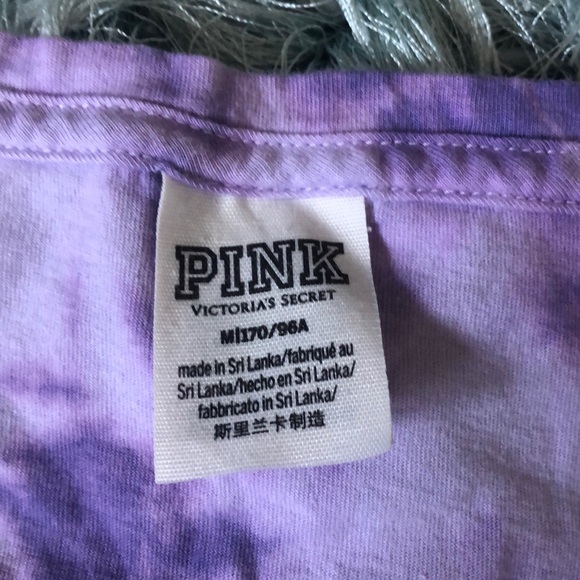 PINK
VICTORIA'S SECRET
M|170/96A
made in Sri Lanka/fabriqué au
Sri Lanka/hecho en Sri Lanka/
fabbricato in Sri Lanka/
斯里兰卡制造